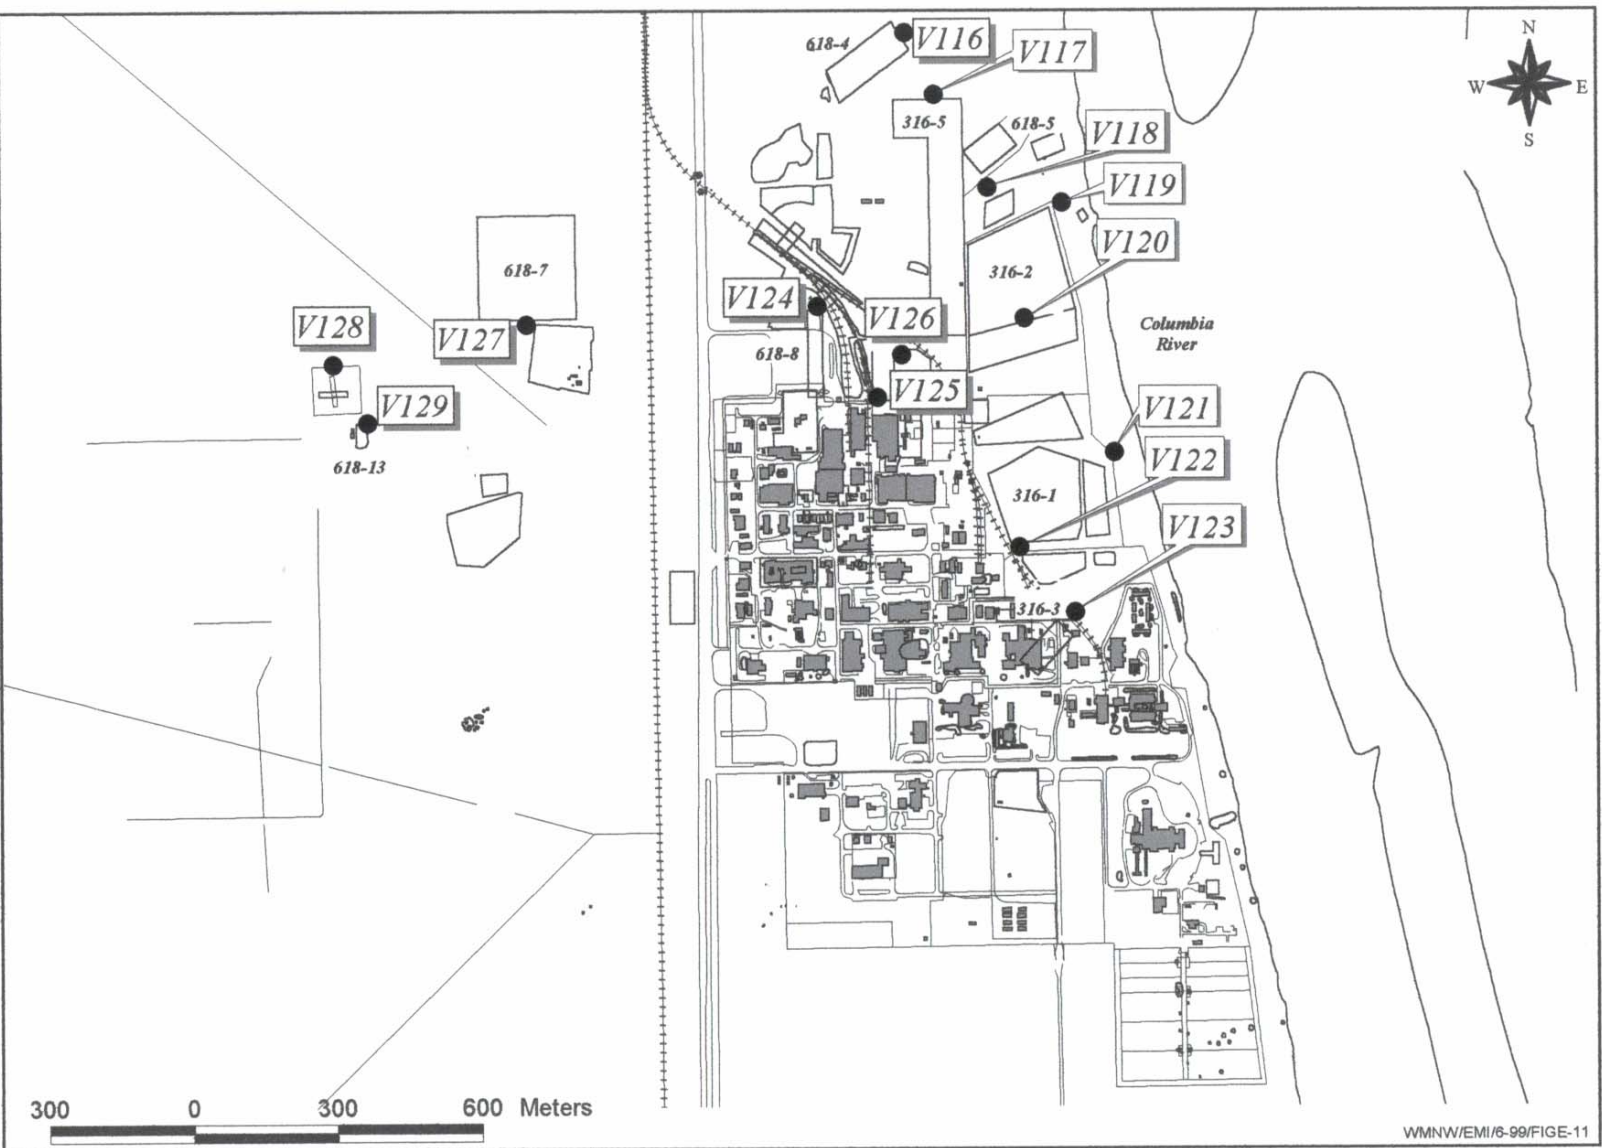 N
W E
S
618-4
V116
V117
316-5
618-5
V118
V119
V120
618-7
316-2
V124
V126
V128
V127
Columbia
River
618-8
V125
V129
V121
618-13
V122
316-1
V123
316-3
300 0 300 600 Meters
WMNW/EMI/6-99/FIGE-11